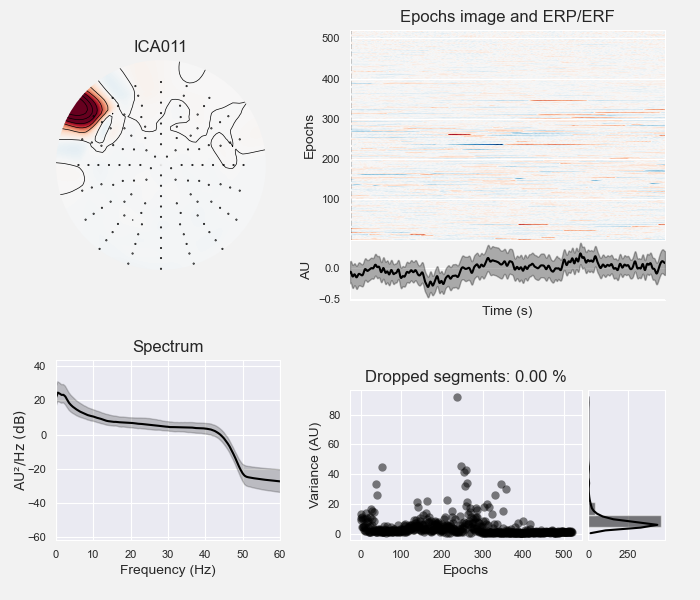 ICA011
Epochs image and ERP/ERF
Epochs
500
400
300
200
100
AU
0.0
−0.5
Time (s)
Spectrum
AU²/Hz (dB)
40
20
0
−20
−40
−60
0 10 20 30 40 50 60
Frequency (Hz)
Dropped segments: 0.00 %
Variance (AU)
80
60
40
20
0
0 100 200 300 400 500
Epochs
0 250